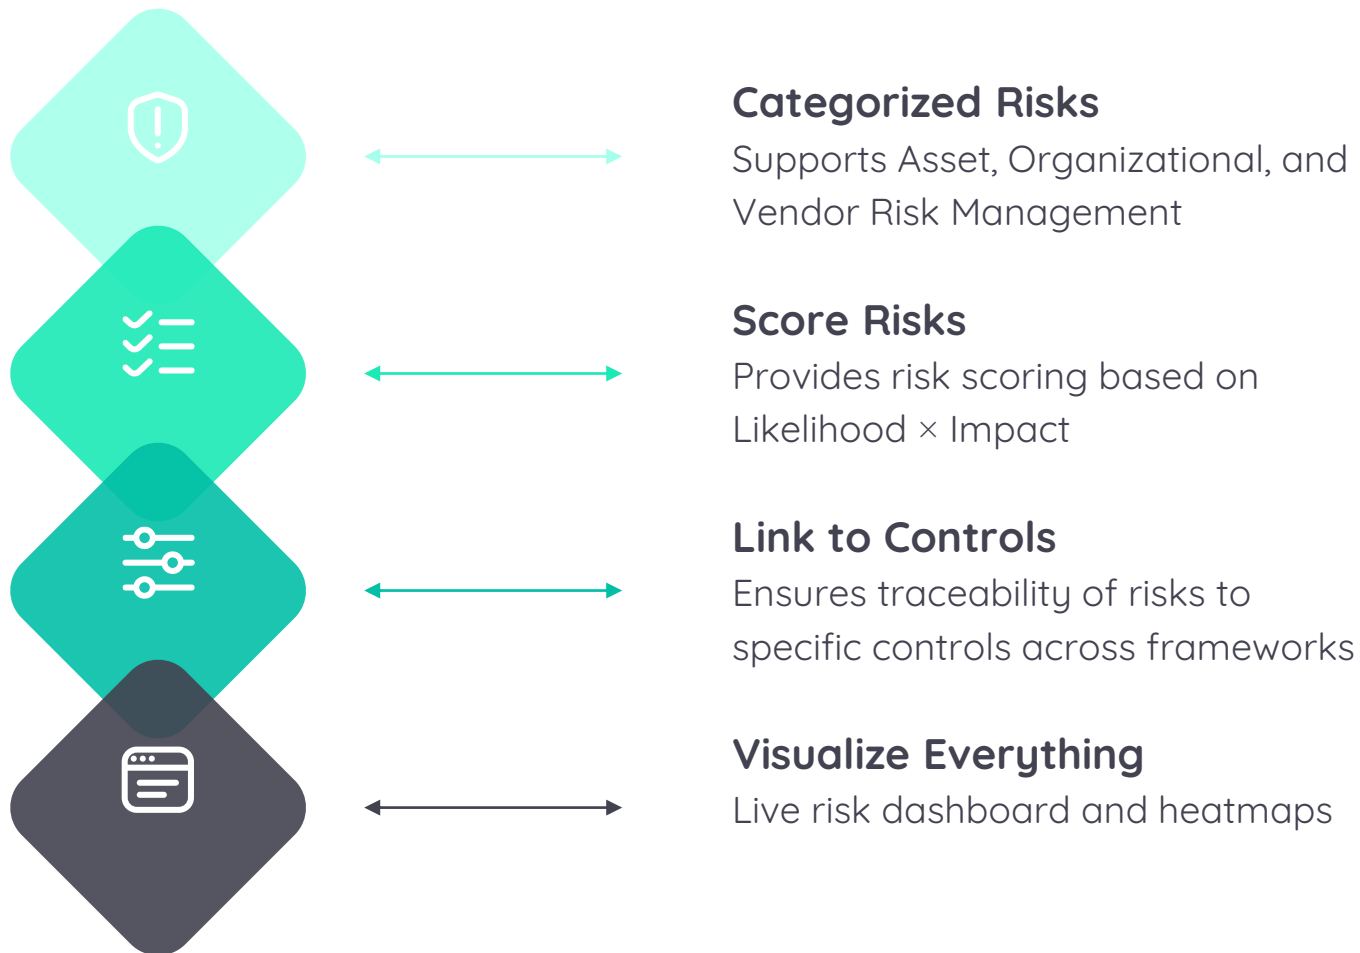 Categorized Risks
Supports Asset, Organizational, and
Vendor Risk Management
Score Risks
Provides risk scoring based on
Likelihood × Impact
Link to Controls
Ensures traceability of risks to
specific controls across frameworks
Visualize Everything
Live risk dashboard and heatmaps